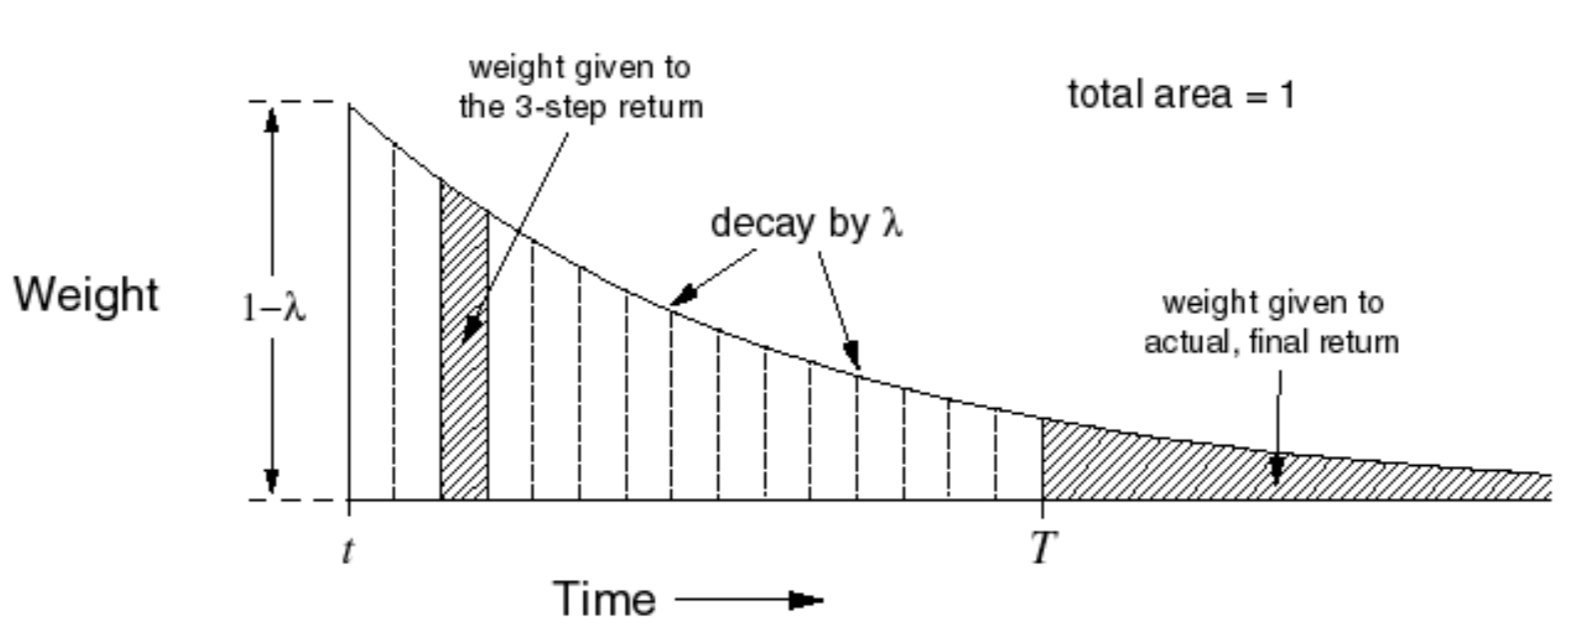 weight given to
the 3-step return
total area = 1
decay by λ
Weight
1−λ
weight given to
actual, final return
t
T
Time